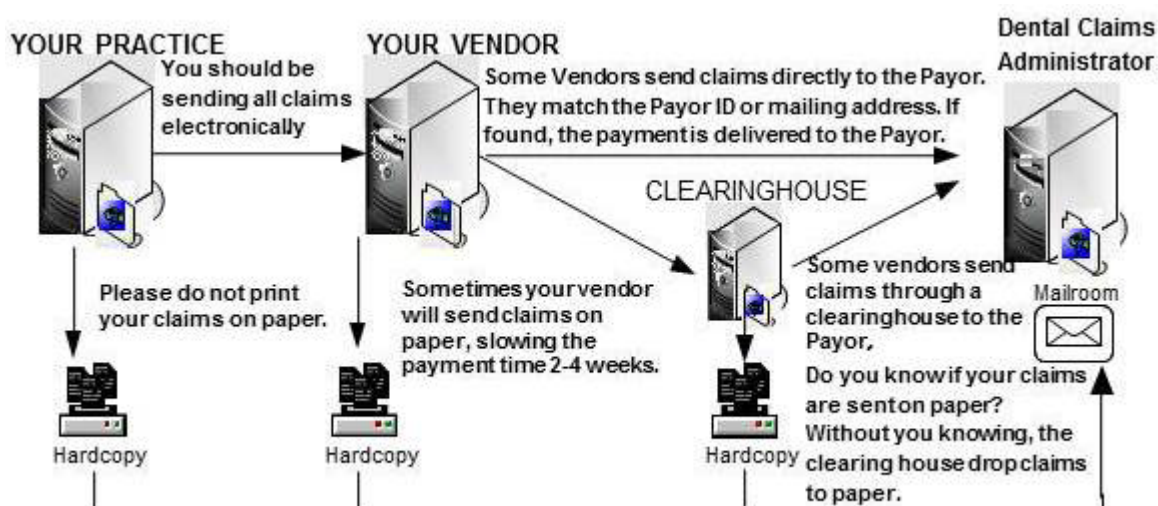 YOUR PRACTICE
You should be
sending all claims
electronically
YOUR VENDOR
Some Vendors send claims directly to the Payor.
They match the Payor ID or mailing address. If
found, the payment is delivered to the Payor.
Dental Claims
Administrator
CLEARINGHOUSE
Please do not print
your claims on paper.
Sometimes your vendor
will send claims on
paper, slowing the
payment time 2-4 weeks.
Some vendors send
claims through a
clearinghouse to the
Payor,
Mailroom
Do you know if your claims
are sent on paper?
Without you knowing, the
clearing house drop claims
to paper.
Hardcopy
Hardcopy
Hardcopy